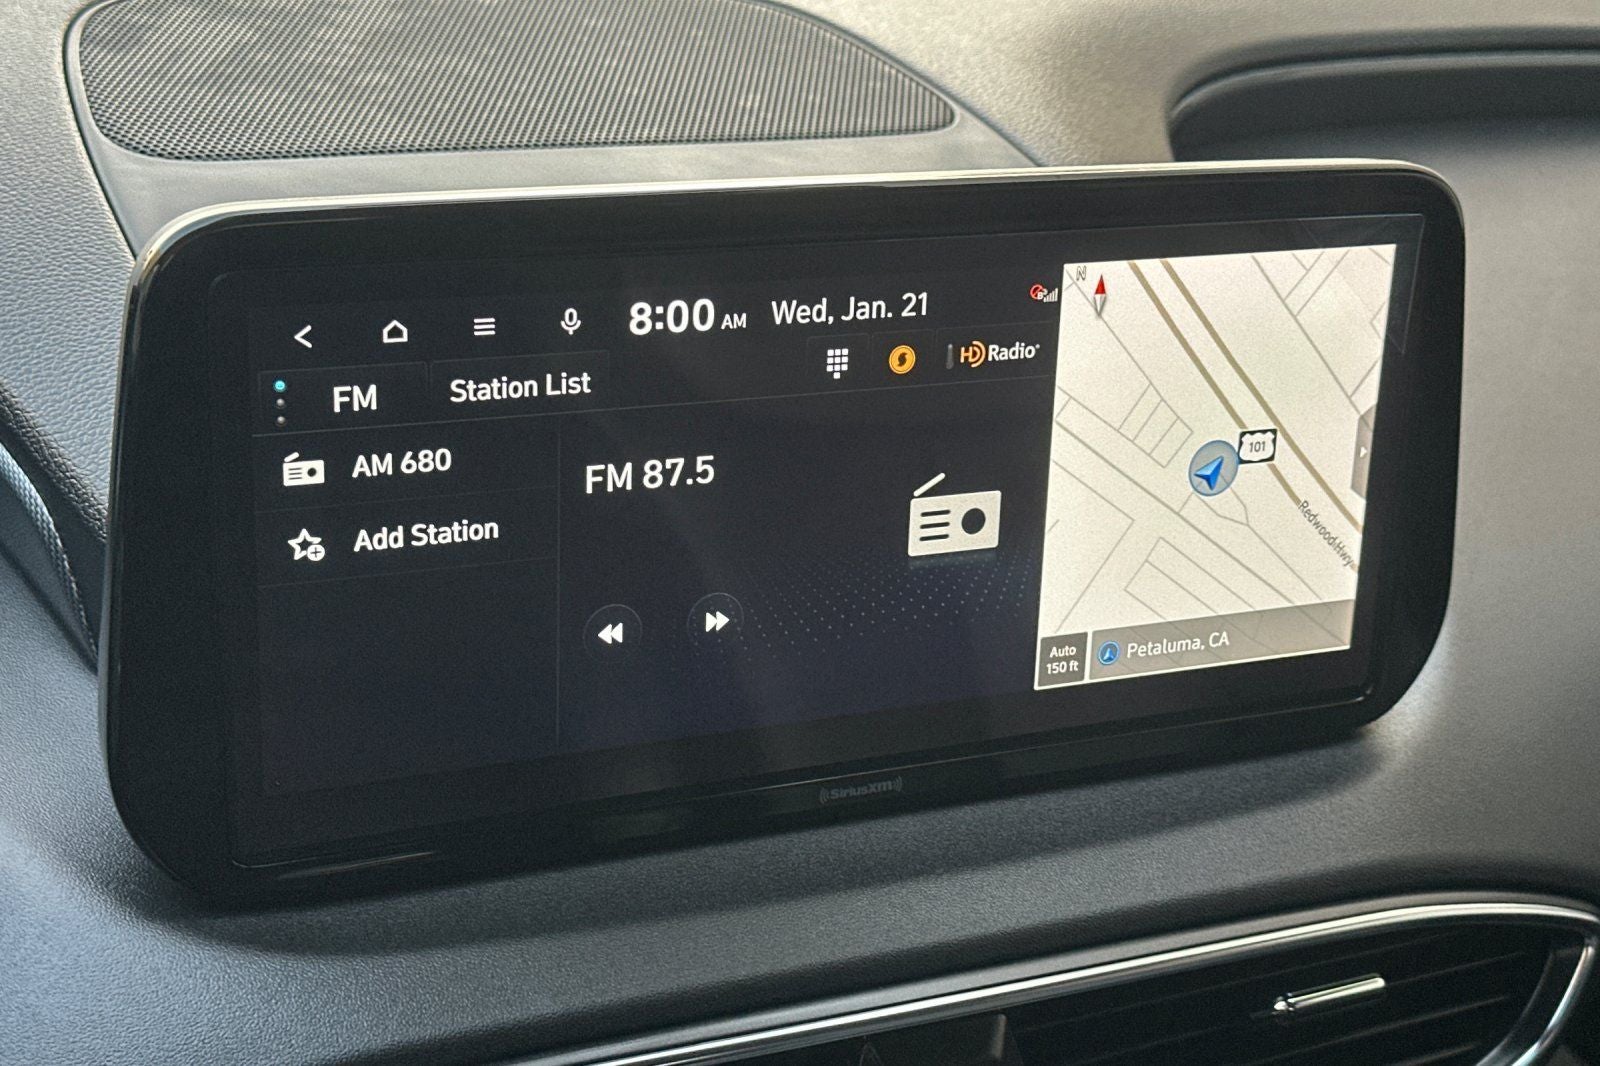 8:00 AM Wed, Jan. 21
HD Radio
FM
Station List
AM 680
Add Station
FM 87.5
N
101
Redwood Hwy
Auto
150 ft
Petaluma, CA
SiriusXM